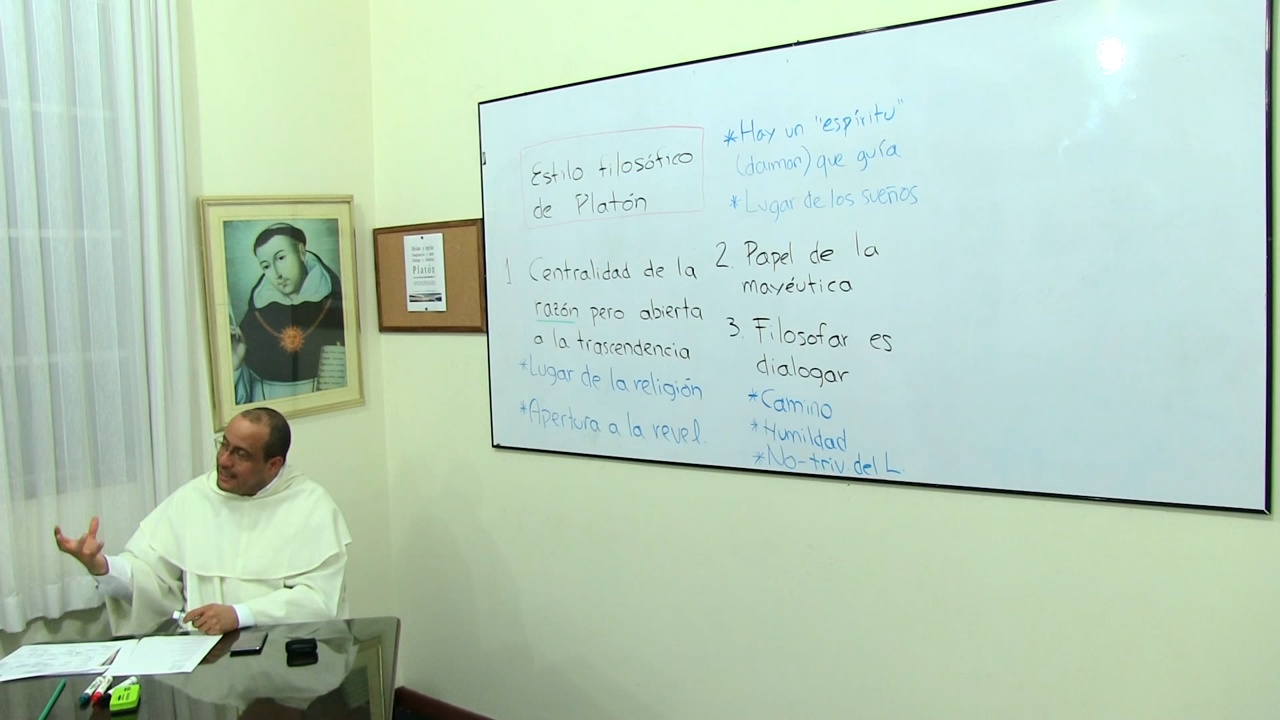 Estilo filosófico
de Platón
1 Centralidad de la
razón pero abierta
a la trascendencia
*Lugar de la religión
*Apertura a la revel.
*Hay un "espíritu"
(daimon) que guía
*Lugar de los sueños
2. Papel de la
mayéutica
3. Filosofar es
dialogar
*Camino
*Humildad
*No-triv. del L.
Platón